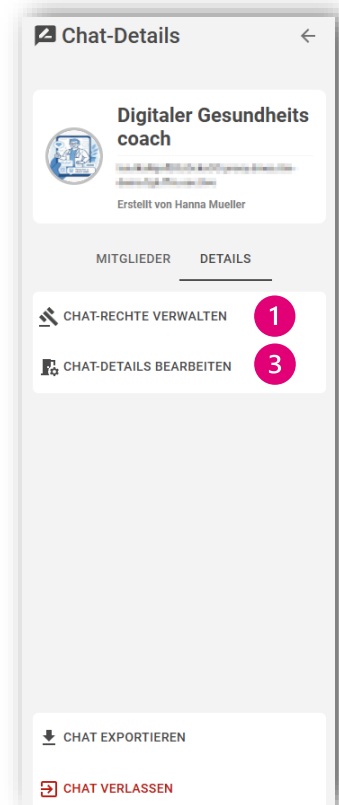 Chat-Details
Digitaler Gesundheits
coach
Erstellt von Hanna Mueller
MITGLIEDER DETAILS
CHAT-RECHTE VERWALTEN 1
CHAT-DETAILS BEARBEITEN 3
CHAT EXPORTIEREN
CHAT VERLASSEN